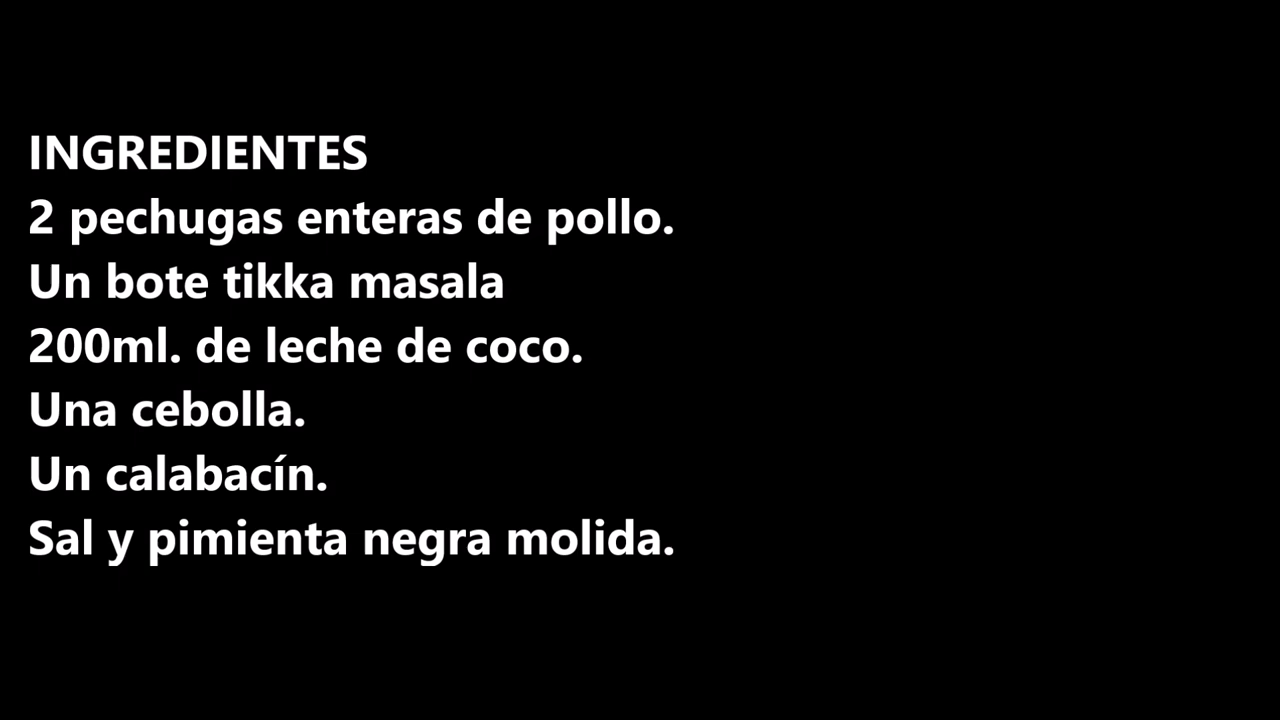 INGREDIENTES
2 pechugas enteras de pollo.
Un bote tikka masala
200ml. de leche de coco.
Una cebolla.
Un calabacín.
Sal y pimienta negra molida.